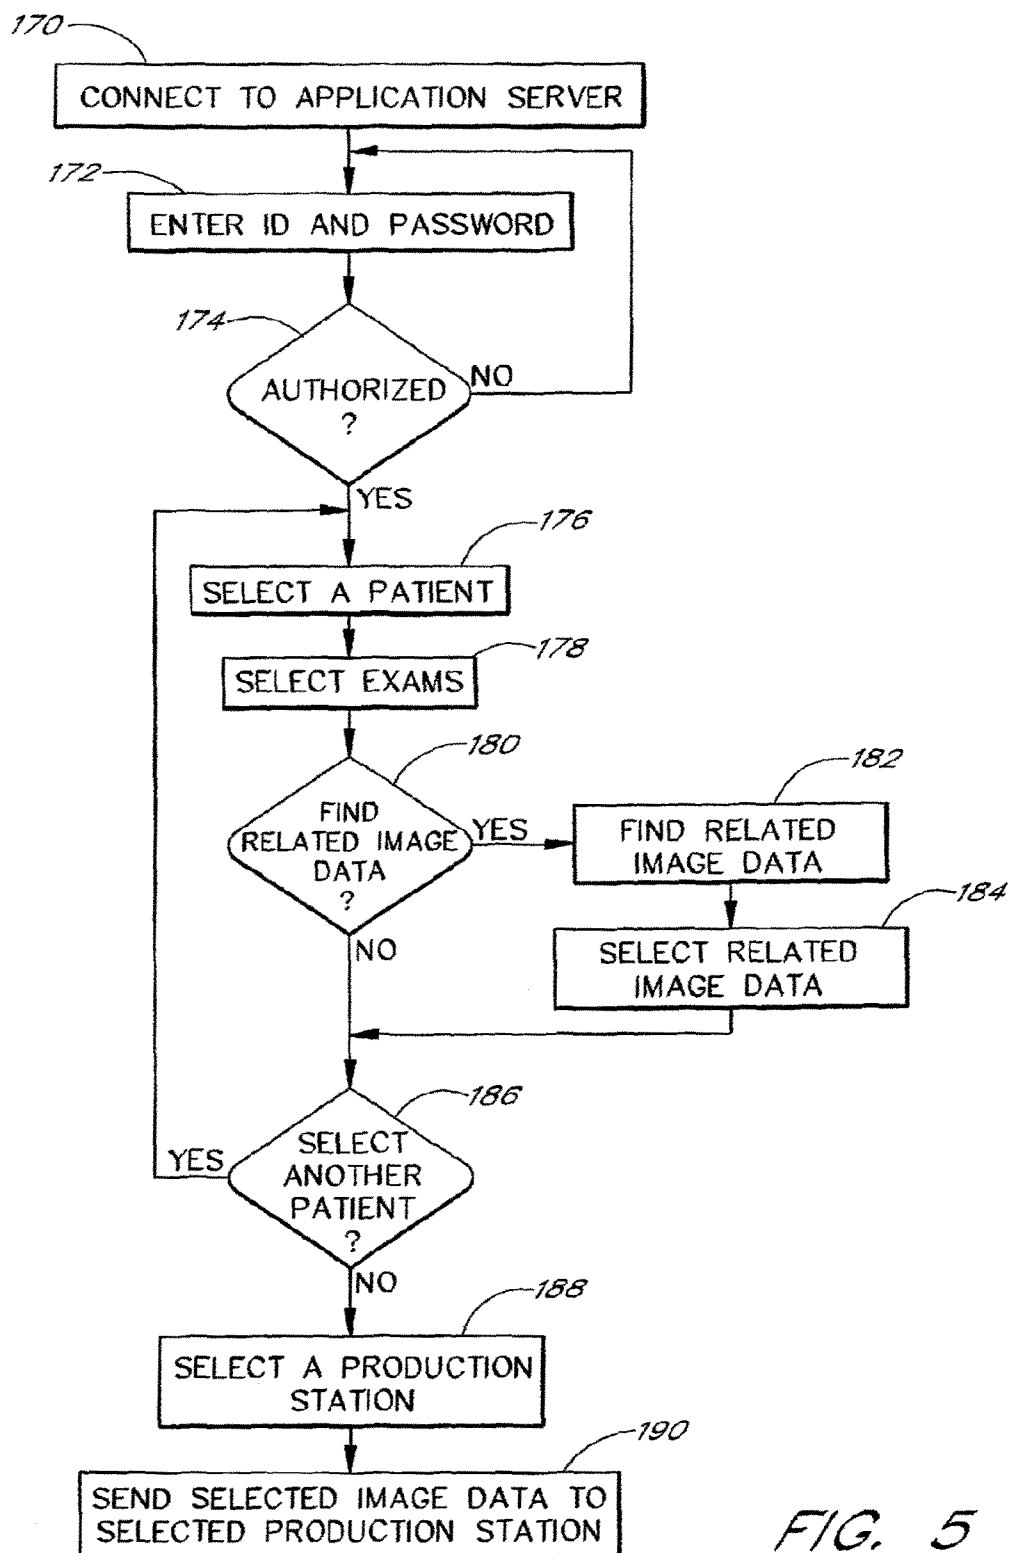 170
CONNECT TO APPLICATION SERVER
172
ENTER ID AND PASSWORD
174
AUTHORIZED
?
NO
YES
176
SELECT A PATIENT
178
SELECT EXAMS
180
FIND
RELATED IMAGE
DATA
?
YES
182
FIND RELATED
IMAGE DATA
184
SELECT RELATED
IMAGE DATA
NO
186
SELECT
ANOTHER
PATIENT
?
YES
NO
188
SELECT A PRODUCTION
STATION
190
SEND SELECTED IMAGE DATA TO
SELECTED PRODUCTION STATION
FIG. 5